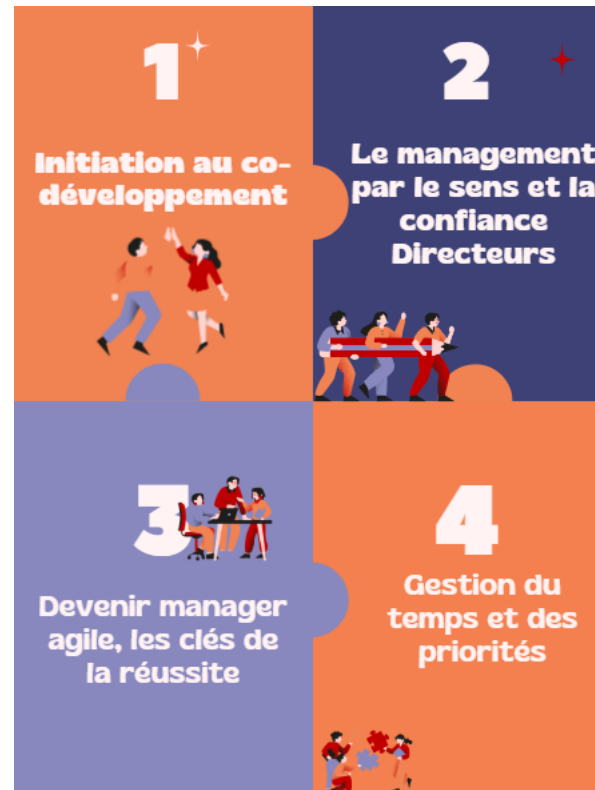 1
Initiation au co-
développement
2
Le management
par le sens et la
confiance
Directeurs
3
Devenir manager
agile, les clés de
la réussite
4
Gestion du
temps et des
priorités